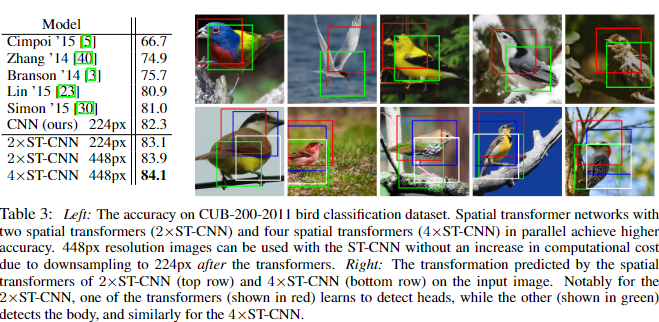 Model
Cimpoi '15 [5] 66.7
Zhang '14 [40] 74.9
Branson '14 [3] 75.7
Lin '15 [23] 80.9
Simon '15 [30] 81.0
CNN (ours) 224px 82.3
2×ST-CNN 224px 83.1
2×ST-CNN 448px 83.9
4×ST-CNN 448px 84.1
Table 3: Left: The accuracy on CUB-200-2011 bird classification dataset. Spatial transformer networks with
two spatial transformers (2×ST-CNN) and four spatial transformers (4×ST-CNN) in parallel achieve higher
accuracy. 448px resolution images can be used with the ST-CNN without an increase in computational cost
due to downsampling to 224px after the transformers. Right: The transformation predicted by the spatial
transformers of 2×ST-CNN (top row) and 4×ST-CNN (bottom row) on the input image. Notably for the
2×ST-CNN, one of the transformers (shown in red) learns to detect heads, while the other (shown in green)
detects the body, and similarly for the 4×ST-CNN.